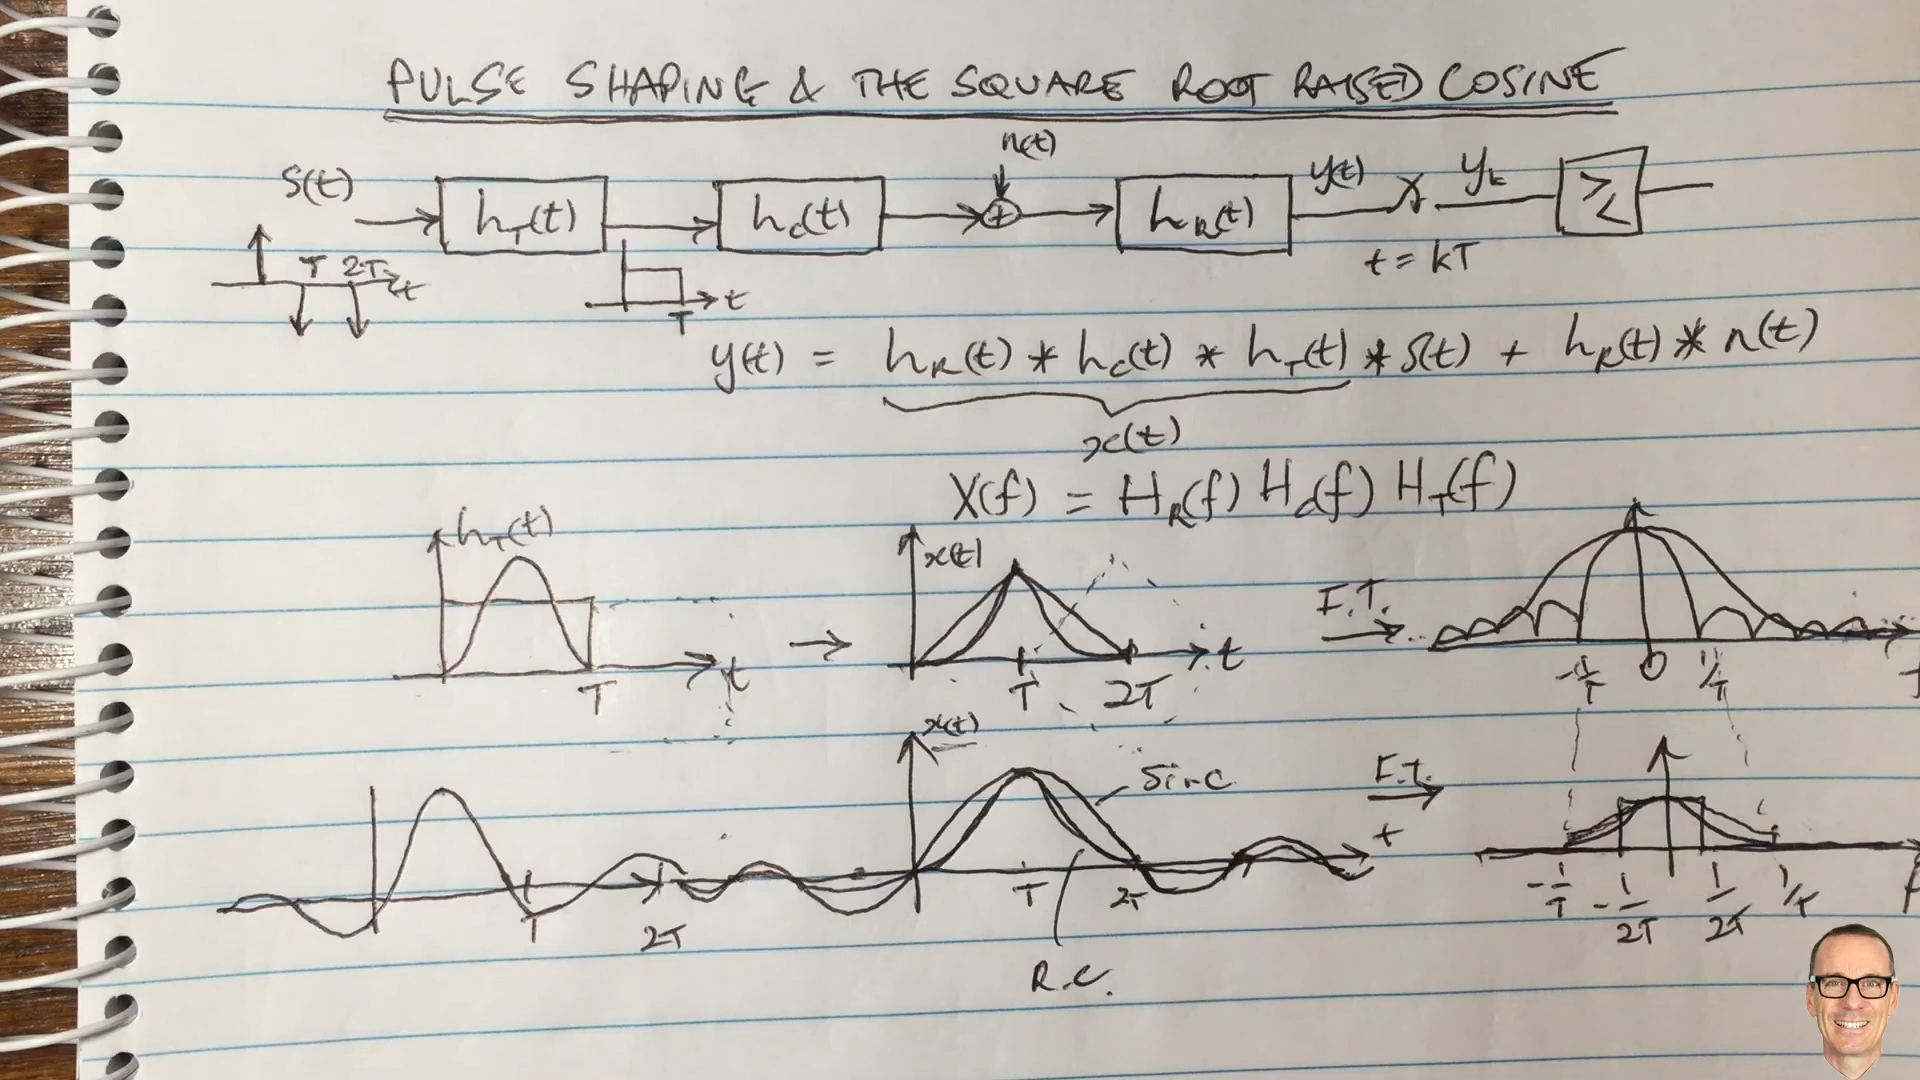 PULSE SHAPING & THE SQUARE ROOT RAISED COSINE
n(t)
S(t) h_T(t) h_c(t) + h_R(t) y(t) y_k ≷
t = kT
T 2T t
T t
y(t) = h_R(t) * h_c(t) * h_T(t) * s(t) + h_R(t) * n(t)
x(t)
X(f) = H_R(f) H_c(f) H_T(f)
h_T(t) x(t) F.T.
T t T 2T t -1/T 0 1/T f
x(t) Sinc F.T.
T 2T T 2T t -1/T -1/2T 1/2T 1/T f
R.C.